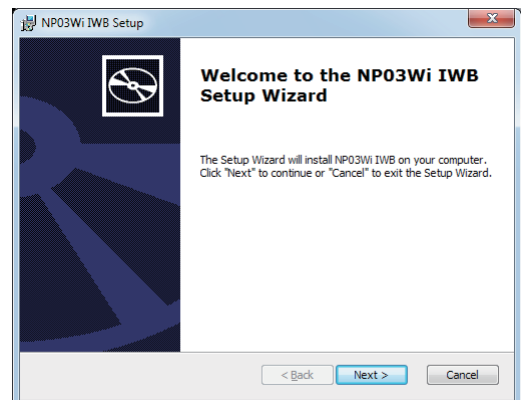 NP03Wi IWB Setup
Welcome to the NP03Wi IWB
Setup Wizard
The Setup Wizard will install NP03Wi IWB on your computer.
Click "Next" to continue or "Cancel" to exit the Setup Wizard.
< Back Next > Cancel